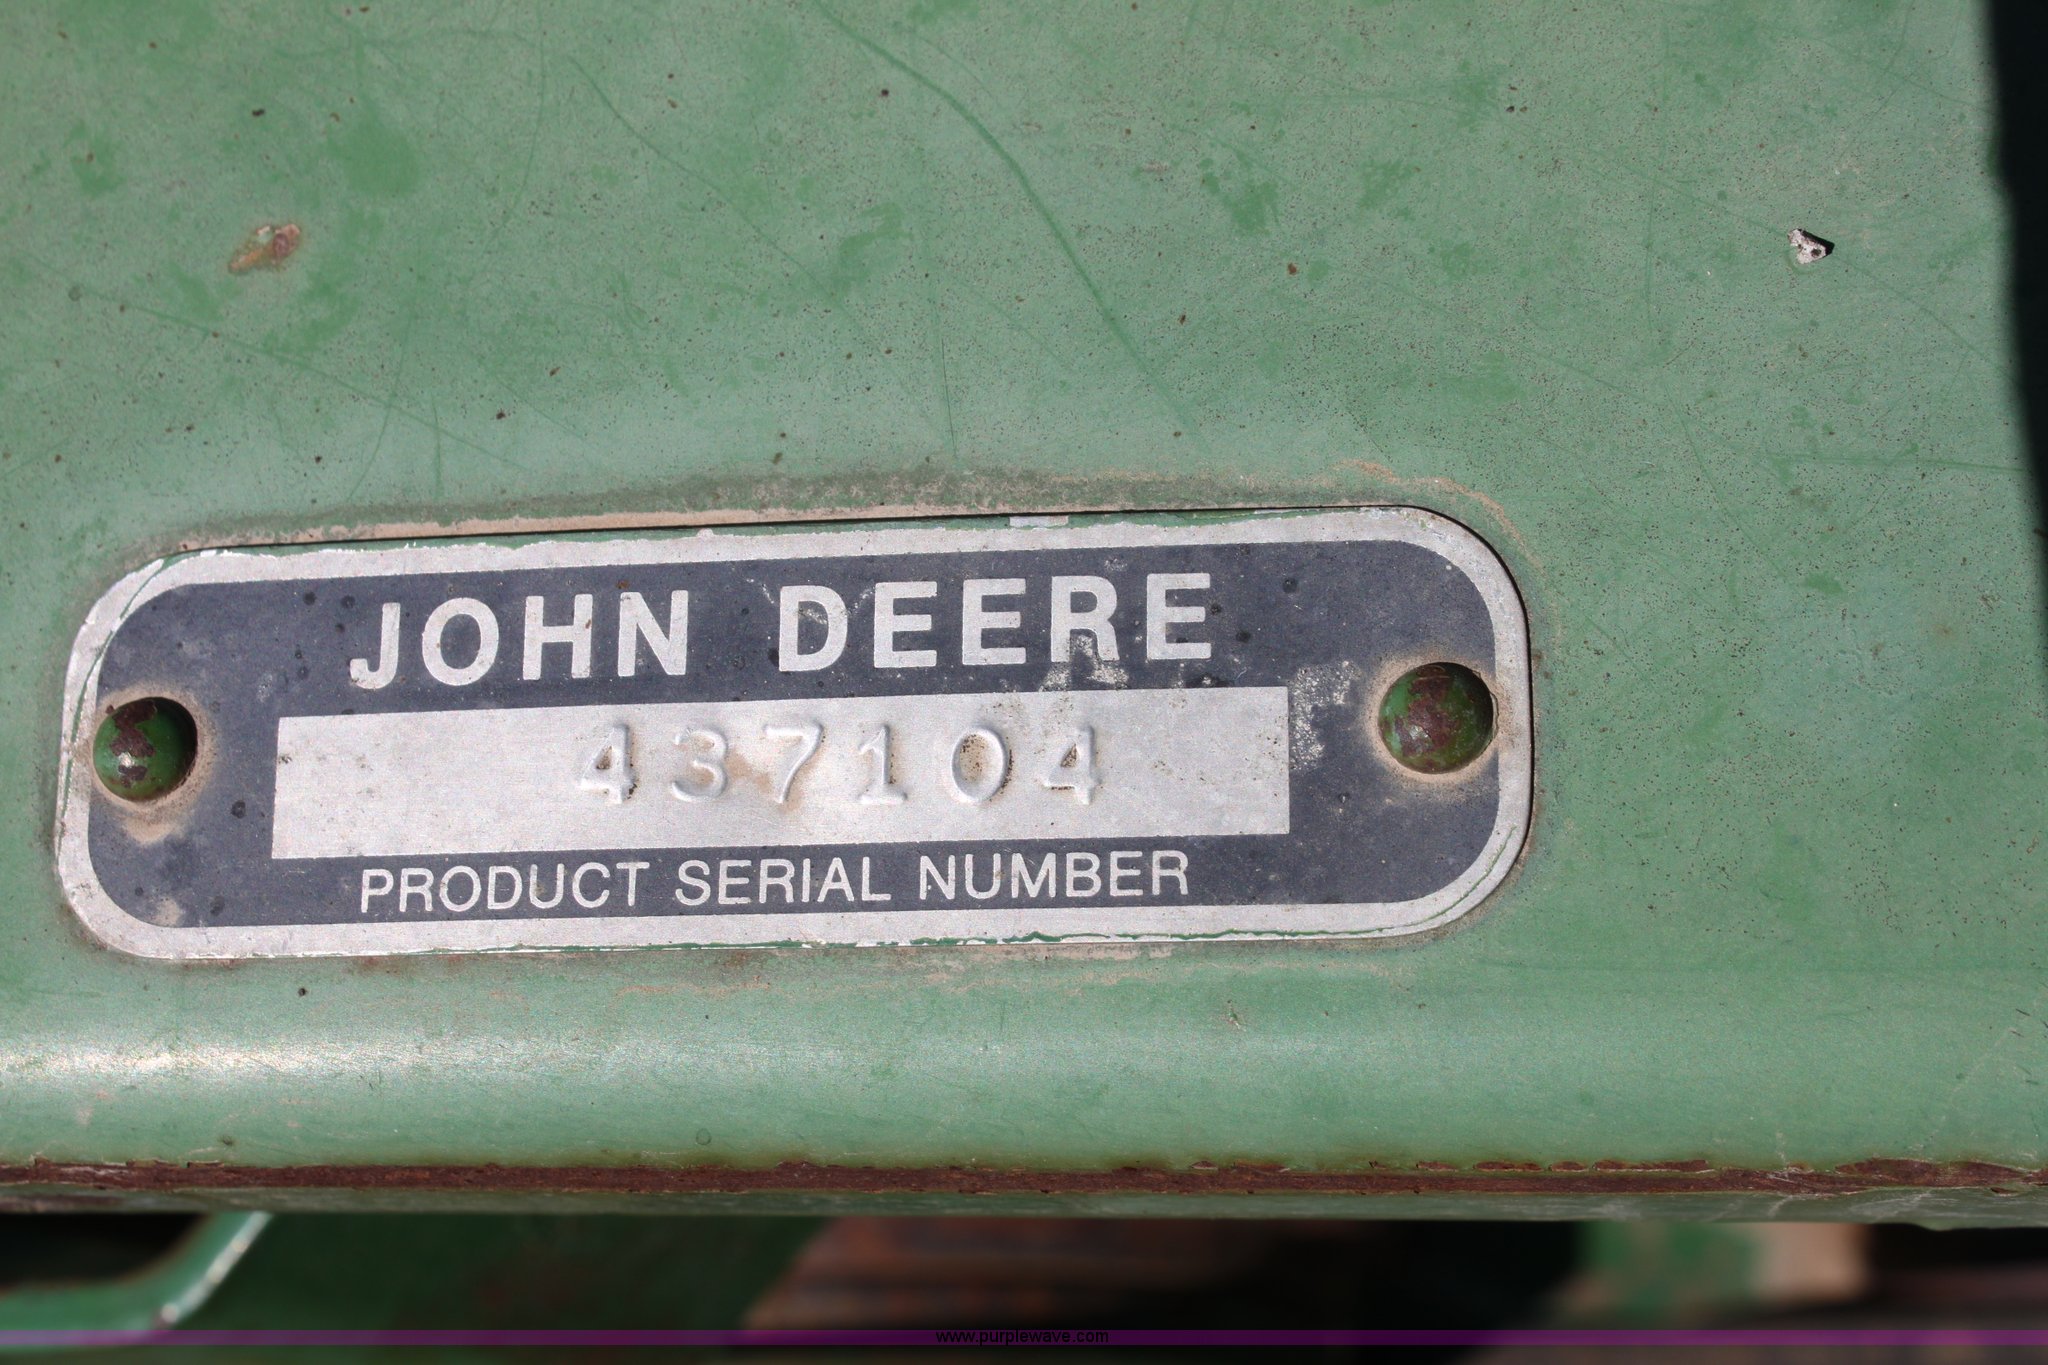 JOHN DEERE
437104
PRODUCT SERIAL NUMBER
www.purplewave.com